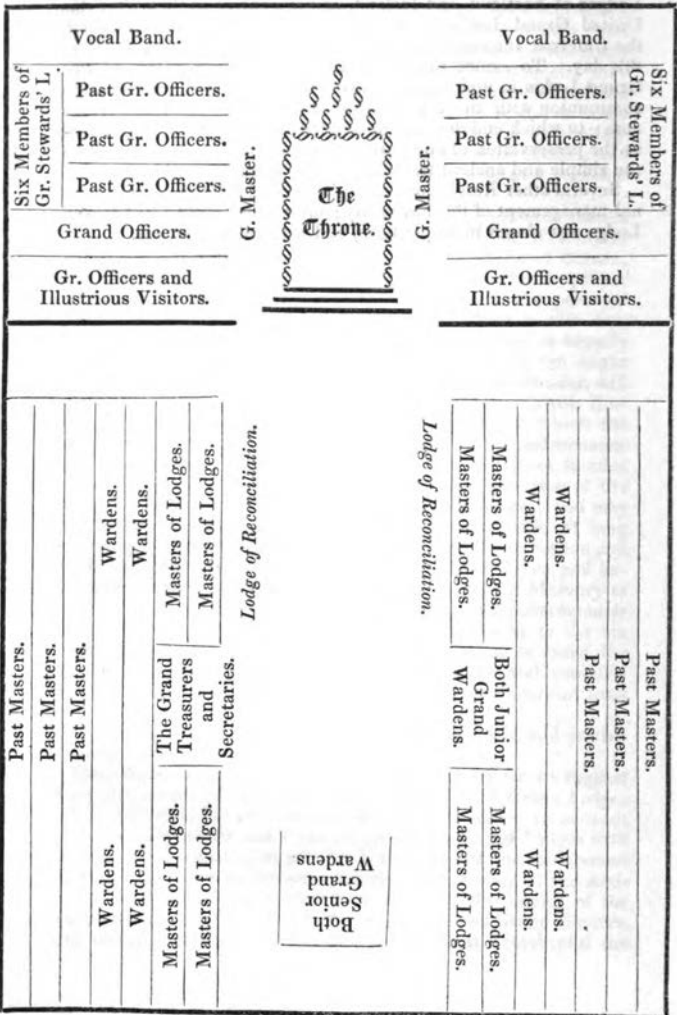 Vocal Band.
Six Members of
Gr. Stewards' L
Past Gr. Officers.
Past Gr. Officers.
Past Gr. Officers.
Grand Officers.
Gr. Officers and
Illustrious Visitors.
G. Master.
The
Throne.
G. Master.
Vocal Band.
Past Gr. Officers.
Past Gr. Officers.
Past Gr. Officers.
Six Members of
Gr. Stewards' L.
Grand Officers.
Gr. Officers and
Illustrious Visitors.
Past Masters.
Past Masters.
Past Masters.
Wardens.
Wardens.
Wardens.
Wardens.
Masters of Lodges.
Masters of Lodges.
The Grand
Treasurers
and
Secretaries.
Masters of Lodges.
Masters of Lodges.
Lodge of Reconciliation.
Both
Senior
Grand
Wardens
Lodge of Reconciliation.
Masters of Lodges.
Masters of Lodges.
Wardens.
Wardens.
Both Junior
Grand
Wardens.
Masters of Lodges.
Masters of Lodges.
Wardens.
Wardens.
Past Masters.
Past Masters.
Past Masters.